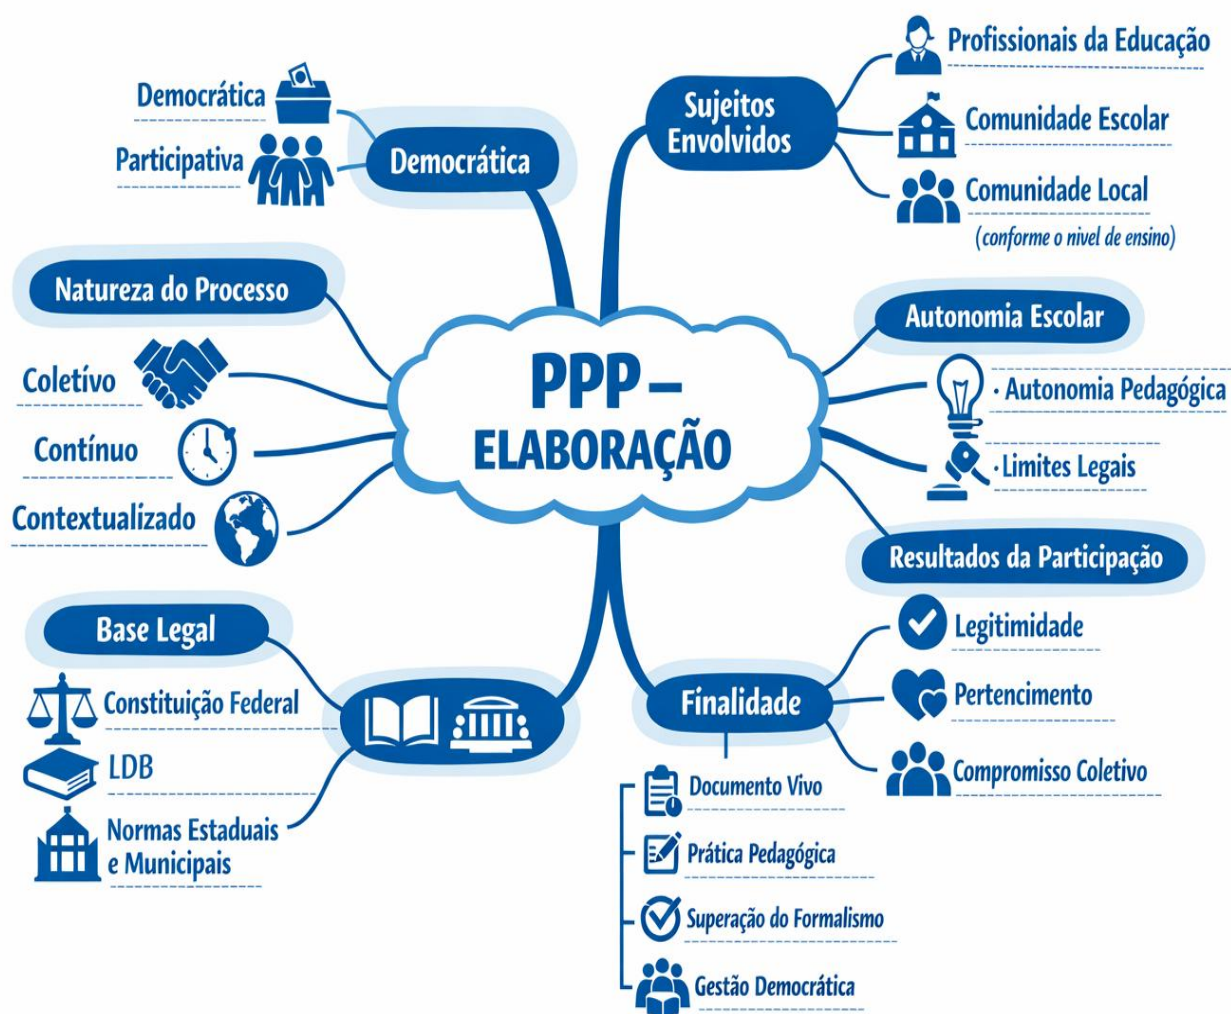 Democrática
Participativa
Democrática
Sujeitos
Envolvidos
Profissionais da Educação
Comunidade Escolar
Comunidade Local
(conforme o nivel de ensino)
Natureza do Processo
Coletívo
Contínuo
Contextualizado
PPP –
ELABORAÇÃO
Autonomia Escolar
· Autonomia Pedagógica
· Limites Legais
Resultados da Participação
Legitimidade
Pertencimento
Compromisso Coletivo
Base Legal
Constituição Federal
LDB
Normas Estaduais
e Municipais
Finalidade
Documento Vivo
Prática Pedagógica
Superação do Formalismo
Gestão Democrática